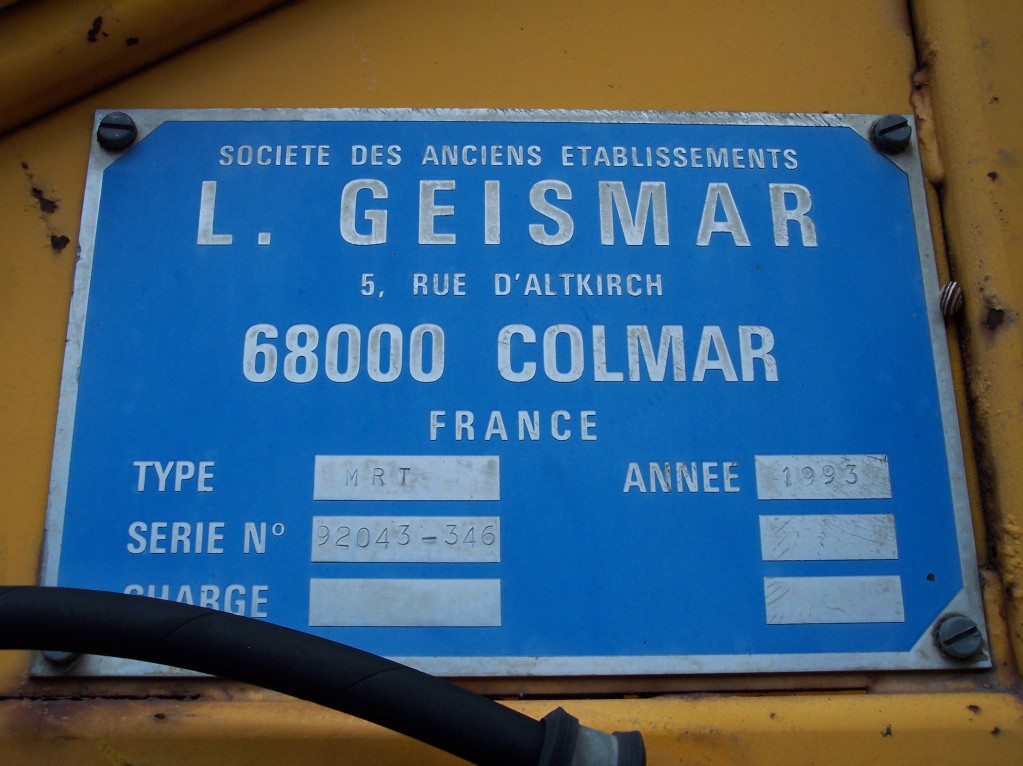 SOCIETE DES ANCIENS ETABLISSEMENTS
L. GEISMAR
5, RUE D'ALTKIRCH
68000 COLMAR
FRANCE
TYPE MRT ANNEE 1993
SERIE N° 92043-346
CHARGE